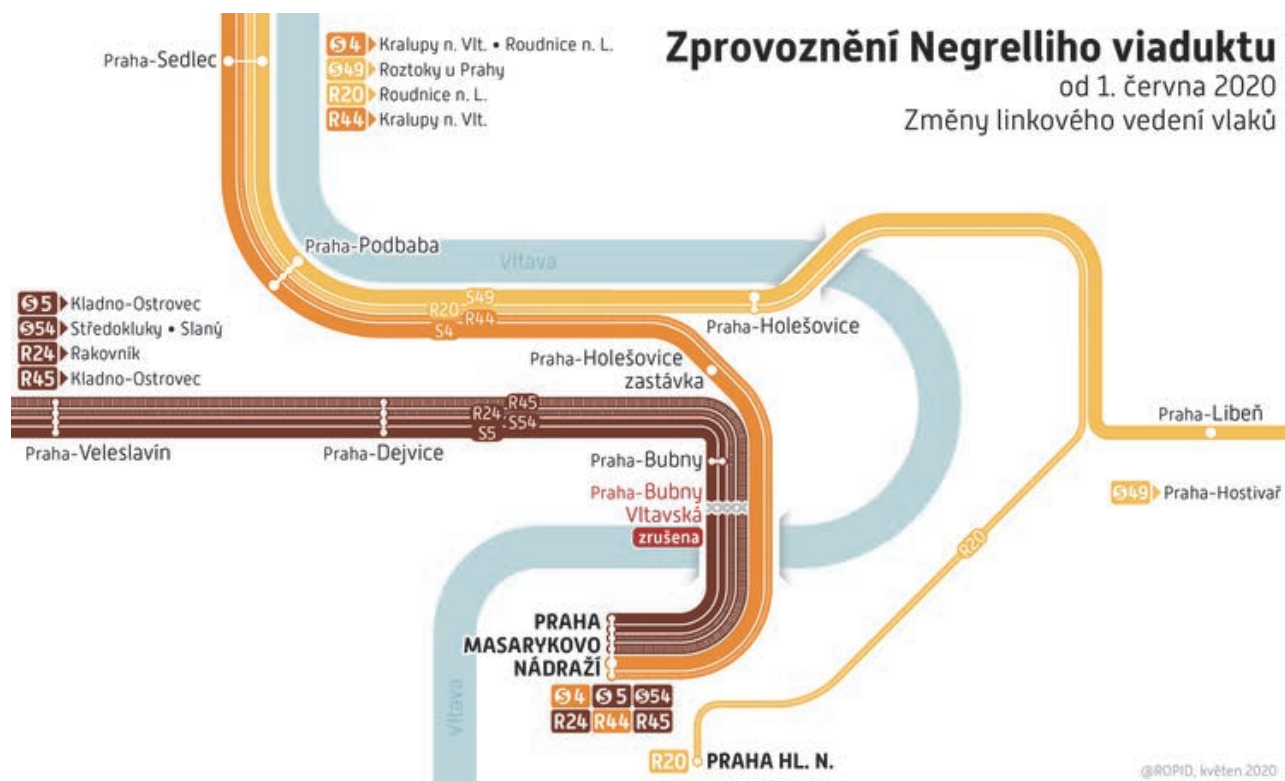 Zprovoznění Negrelliho viaduktu
od 1. června 2020
Změny linkového vedení vlaků
Praha-Sedlec
S4 Kralupy n. Vlt. • Roudnice n. L.
S49 Roztoky u Prahy
R20 Roudnice n. L.
R44 Kralupy n. Vlt.
Praha-Podbaba
Vltava
S49
R20
R44
S4
Praha-Holešovice
S5 Kladno-Ostrovec
S54 Středokluky • Slaný
R24 Rakovník
R45 Kladno-Ostrovec
Praha-Holešovice
zastávka
R45
R24
S54
S5
Praha-Veleslavín
Praha-Dejvice
Praha-Bubny
Praha-Libeň
Praha-Bubny
Vltavská
zrušena
S49 Praha-Hostivař
R20
PRAHA
MASARYKOVO
NÁDRAŽÍ
S4 S5 S54
R24 R44 R45
Vltava
R20 PRAHA HL. N.
@ROPID, květen 2020